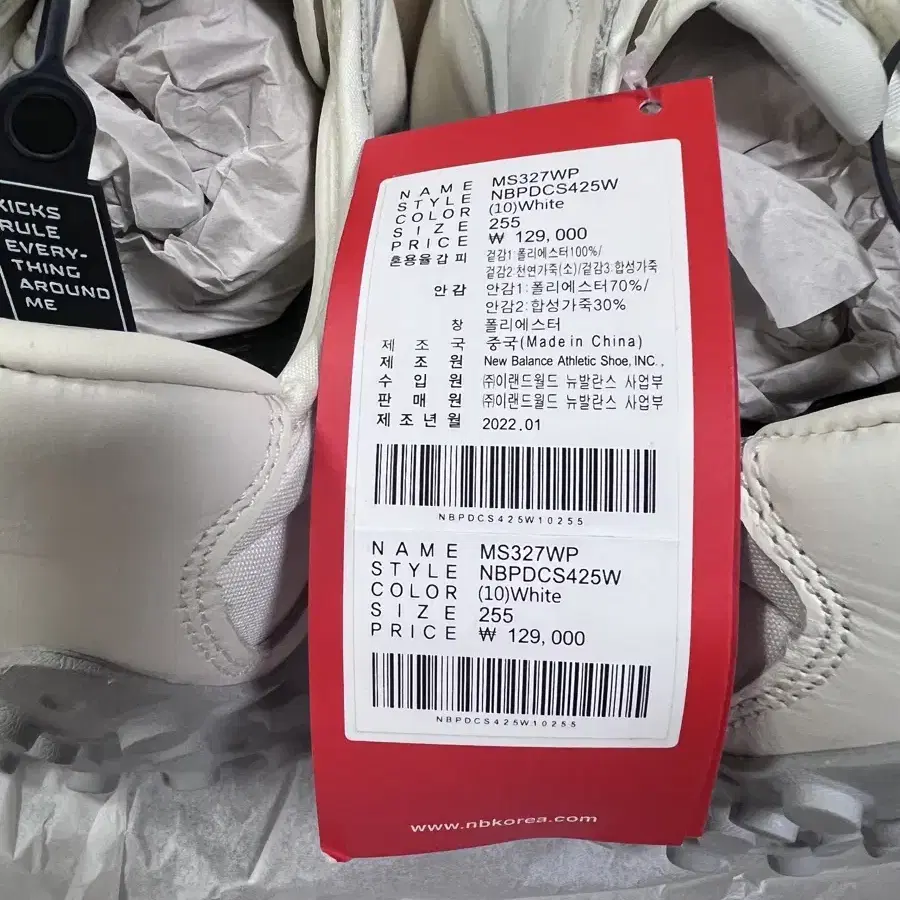 KICKS
RULE
EVERY-
THING
AROUND
ME
NAME MS327WP
STYLE NBPDCS425W
COLOR (10)White
SIZE 255
PRICE ₩ 129,000
혼용율겉피 겉감1:폴리에스터100%/
겉감2:천연가죽(소)/겉감3:합성가죽
안감 안감1:폴리에스터70%/
안감2:합성가죽30%
창 폴리에스터
제조국 중국(Made in China)
제조원 New Balance Athletic Shoe, INC.,
수입원 ㈜이랜드월드 뉴발란스 사업부
판매원 ㈜이랜드월드 뉴발란스 사업부
제조년월 2022.01
NBPDCS425W10255
NAME MS327WP
STYLE NBPDCS425W
COLOR (10)White
SIZE 255
PRICE ₩ 129,000
NBPDCS425W10255
www.nbkorea.com